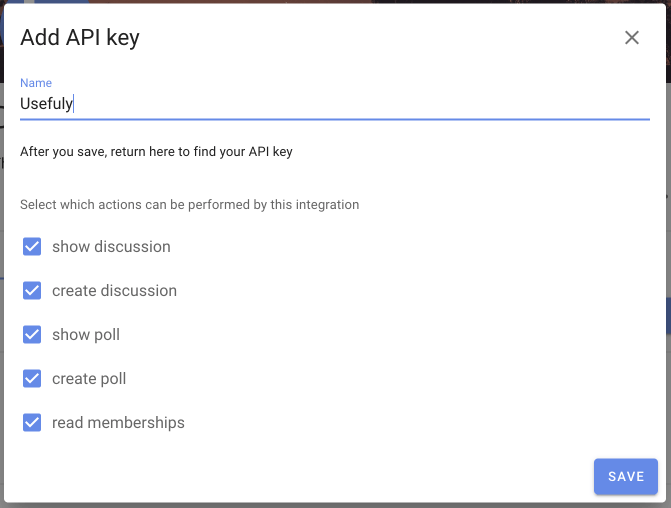 Add API key
Name
Usefuly
After you save, return here to find your API key
Select which actions can be performed by this integration
show discussion
create discussion
show poll
create poll
read memberships
SAVE